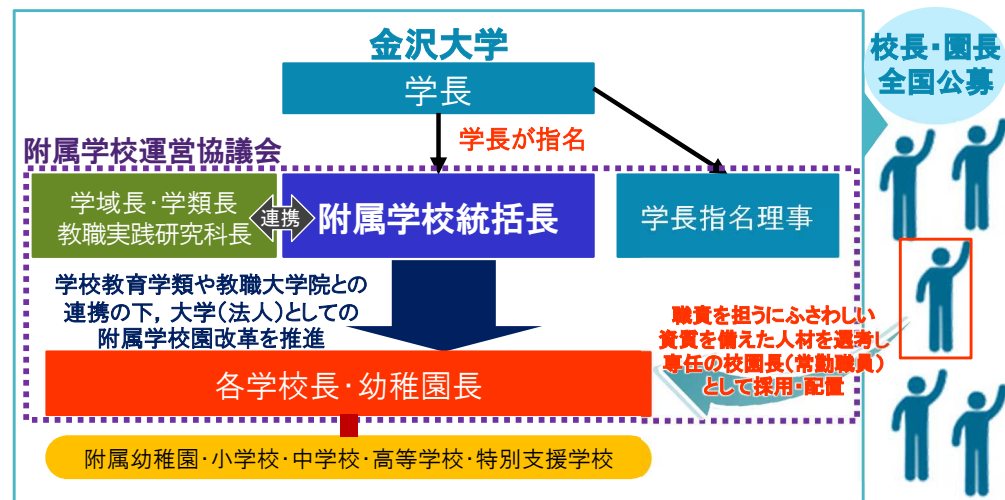 金沢大学
学長
校長・園長
全国公募
学長が指名
附属学校運営協議会
学域長・学類長
教職実践研究科長
連携
附属学校統括長
学長指名理事
学校教育学類や教職大学院との
連携の下，大学（法人）としての
附属学校園改革を推進
職責を担うにふさわしい
資質を備えた人材を選考し
専任の校園長（常勤職員）
として採用・配置
各学校長・幼稚園長
附属幼稚園・小学校・中学校・高等学校・特別支援学校